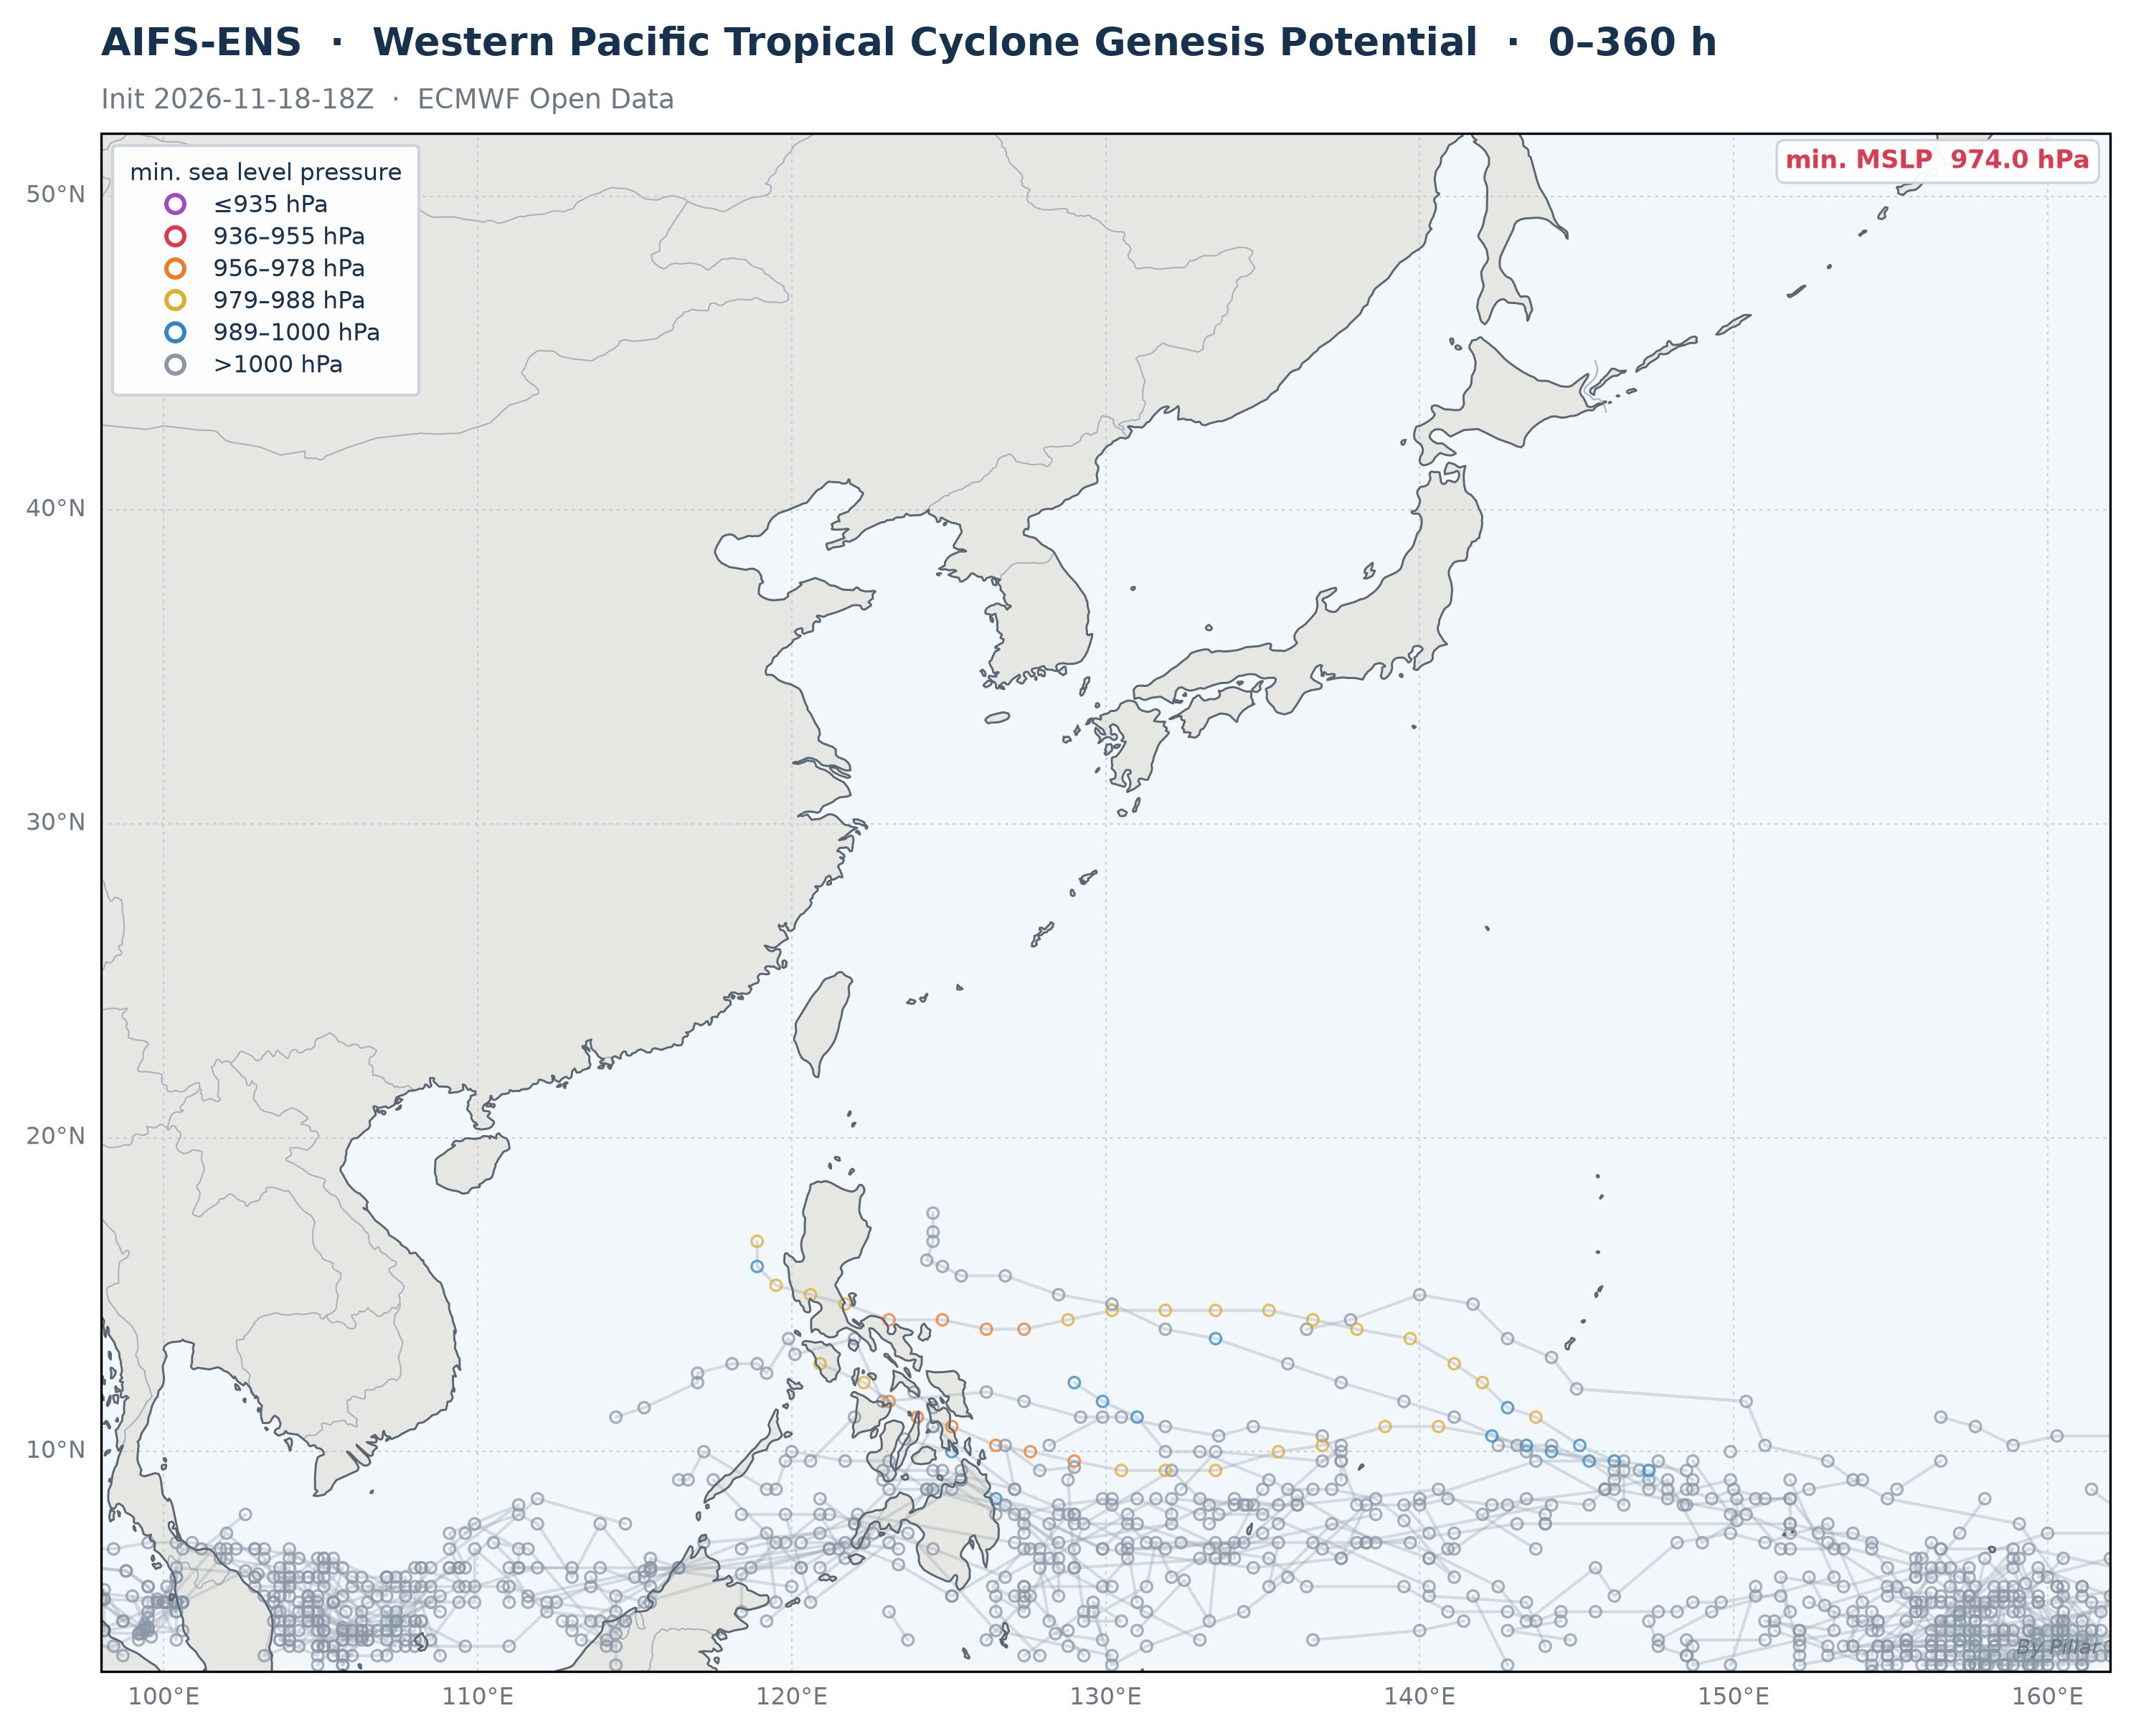 AIFS-ENS · Western Pacific Tropical Cyclone Genesis Potential · 0–360 h
Init 2026-11-18-18Z · ECMWF Open Data
min. sea level pressure
≤935 hPa
936–955 hPa
956–978 hPa
979–988 hPa
989–1000 hPa
>1000 hPa
min. MSLP 974.0 hPa
50°N
40°N
30°N
20°N
10°N
By Pillar
100°E 110°E 120°E 130°E 140°E 150°E 160°E